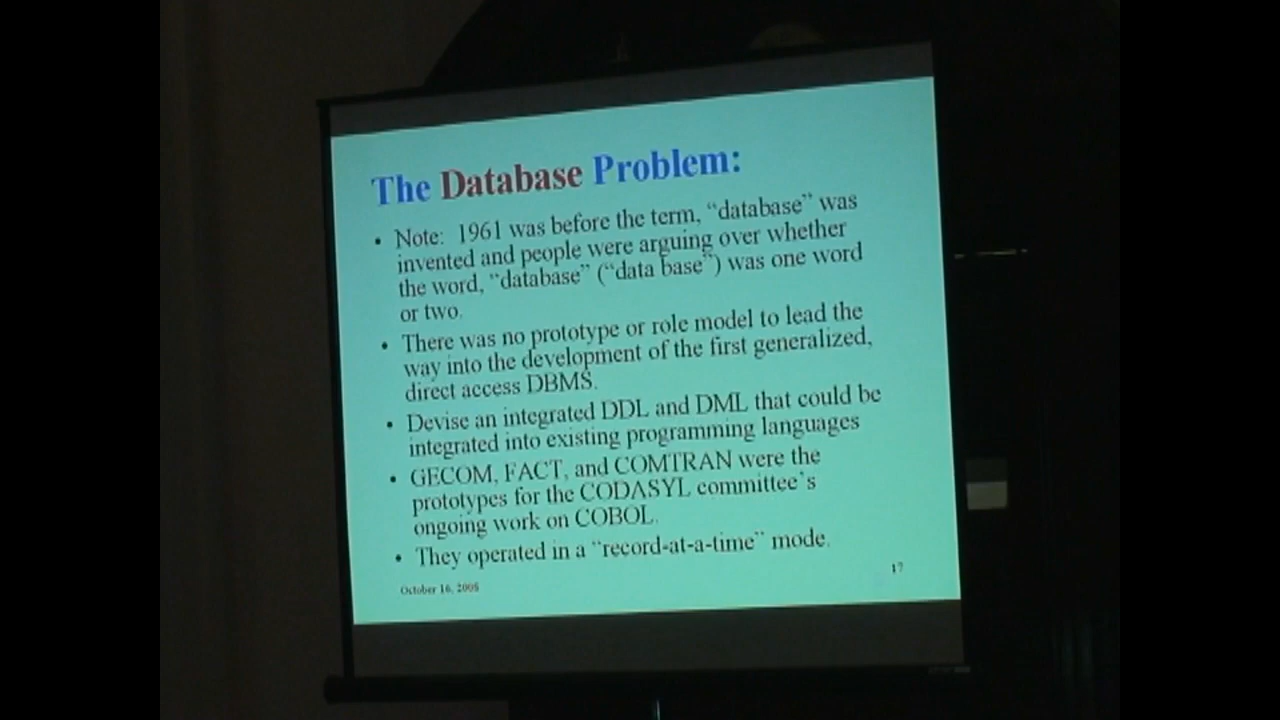 The Database Problem:
• Note: 1961 was before the term, “database” was
invented and people were arguing over whether
the word, “database” (“data base”) was one word
or two.
• There was no prototype or role model to lead the
way into the development of the first generalized,
direct access DBMS.
• Devise an integrated DDL and DML that could be
integrated into existing programming languages
• GECOM, FACT, and COMTRAN were the
prototypes for the CODASYL committee’s
ongoing work on COBOL.
• They operated in a “record-at-a-time” mode.
October 16,
17